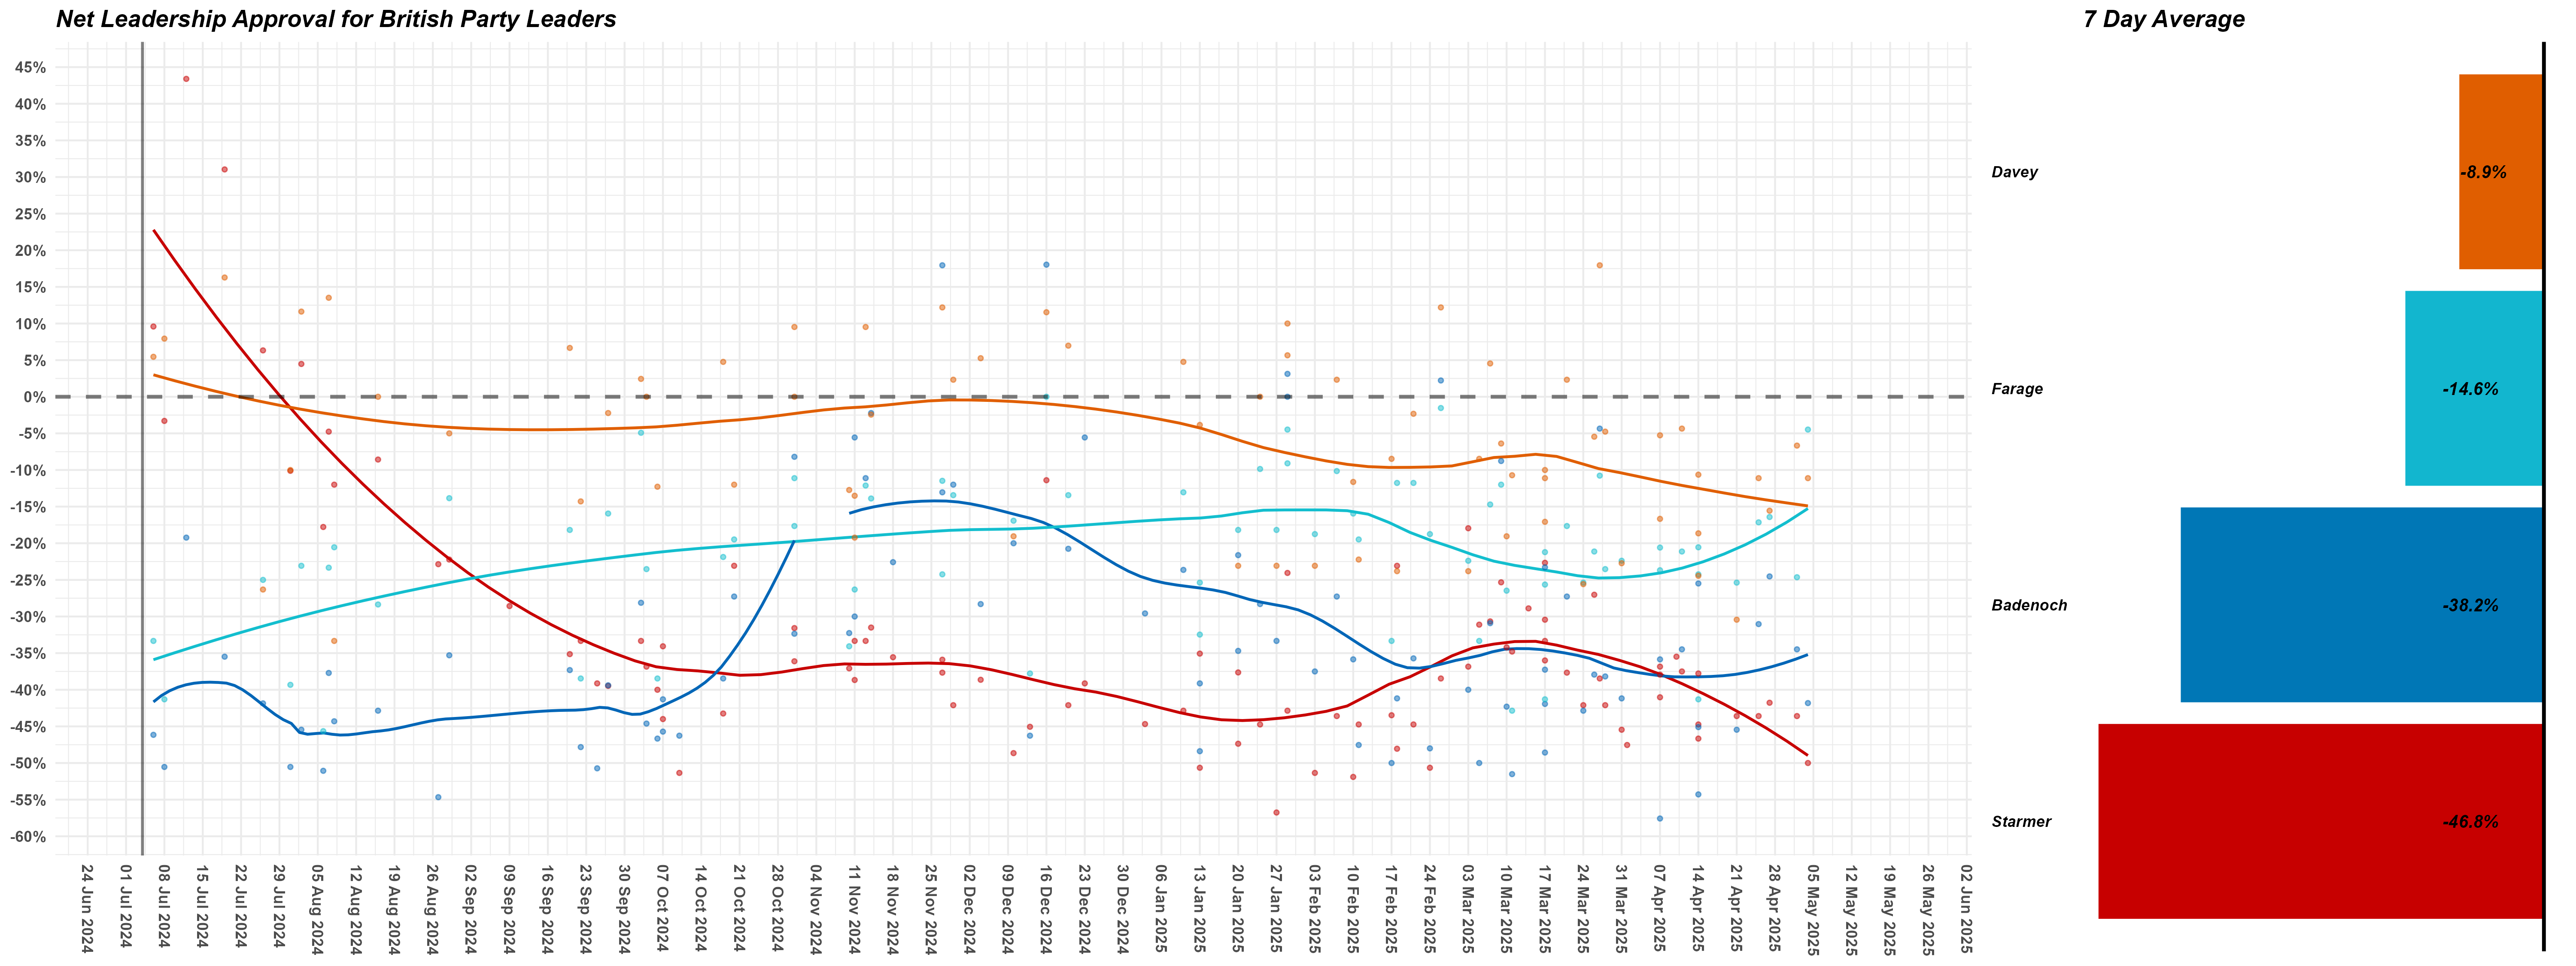 Net Leadership Approval for British Party Leaders
7 Day Average
45%
40%
35%
30%
25%
20%
15%
10%
5%
0%
-5%
-10%
-15%
-20%
-25%
-30%
-35%
-40%
-45%
-50%
-55%
-60%
24 Jun 2024
01 Jul 2024
08 Jul 2024
15 Jul 2024
22 Jul 2024
29 Jul 2024
05 Aug 2024
12 Aug 2024
19 Aug 2024
26 Aug 2024
02 Sep 2024
09 Sep 2024
16 Sep 2024
23 Sep 2024
30 Sep 2024
07 Oct 2024
14 Oct 2024
21 Oct 2024
28 Oct 2024
04 Nov 2024
11 Nov 2024
18 Nov 2024
25 Nov 2024
02 Dec 2024
09 Dec 2024
16 Dec 2024
23 Dec 2024
30 Dec 2024
06 Jan 2025
13 Jan 2025
20 Jan 2025
27 Jan 2025
03 Feb 2025
10 Feb 2025
17 Feb 2025
24 Feb 2025
03 Mar 2025
10 Mar 2025
17 Mar 2025
24 Mar 2025
31 Mar 2025
07 Apr 2025
14 Apr 2025
21 Apr 2025
28 Apr 2025
05 May 2025
12 May 2025
19 May 2025
26 May 2025
02 Jun 2025
Davey -8.9%
Farage -14.6%
Badenoch -38.2%
Starmer -46.8%